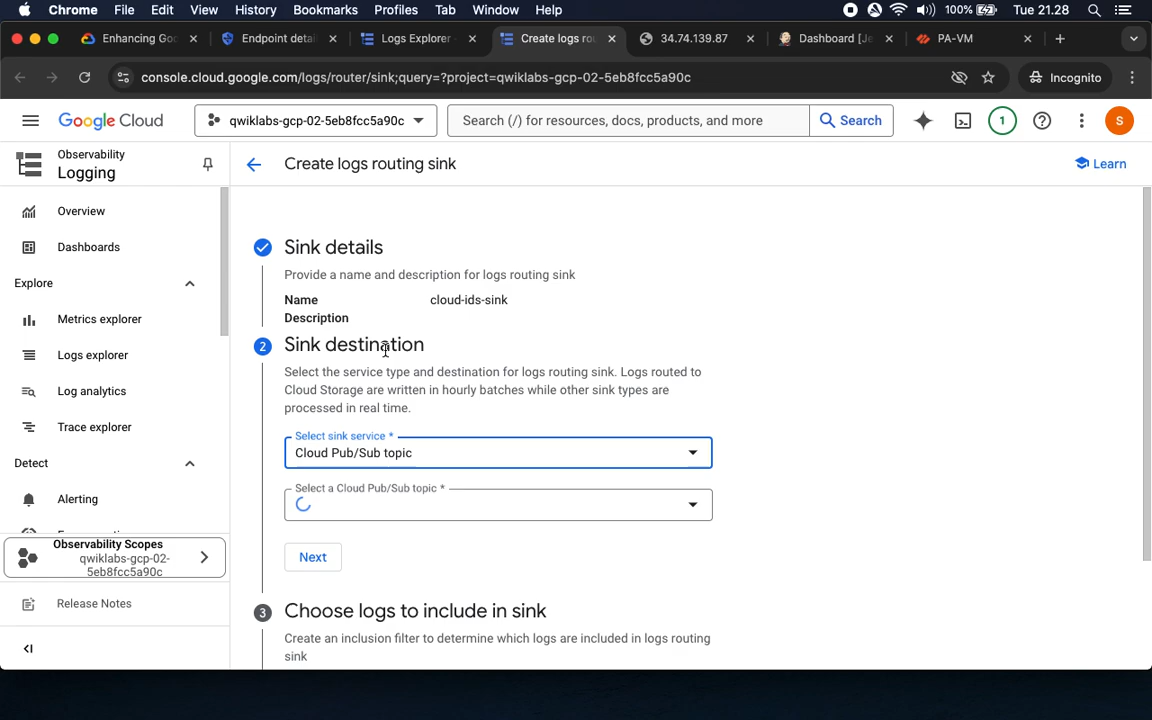 Chrome File Edit View History Bookmarks Profiles Tab Window Help 100% Tue 21.28
Enhancing Goo Endpoint detai Logs Explorer - Create logs rou 34.74.139.87 Dashboard [Je PA-VM
console.cloud.google.com/logs/router/sink;query=?project=qwiklabs-gcp-02-5eb8fcc5a90c Incognito
Google Cloud qwiklabs-gcp-02-5eb8fcc5a90c Search (/) for resources, docs, products, and more Search 1 S
Observability
Logging
Create logs routing sink Learn
Overview
Dashboards
Explore
Metrics explorer
Logs explorer
Log analytics
Trace explorer
Detect
Alerting
Observability Scopes
qwiklabs-gcp-02-
5eb8fcc5a90c
Release Notes
Sink details
Provide a name and description for logs routing sink
Name cloud-ids-sink
Description
2 Sink destination
Select the service type and destination for logs routing sink. Logs routed to
Cloud Storage are written in hourly batches while other sink types are
processed in real time.
Select sink service *
Cloud Pub/Sub topic
Select a Cloud Pub/Sub topic *
Next
3 Choose logs to include in sink
Create an inclusion filter to determine which logs are included in logs routing
sink